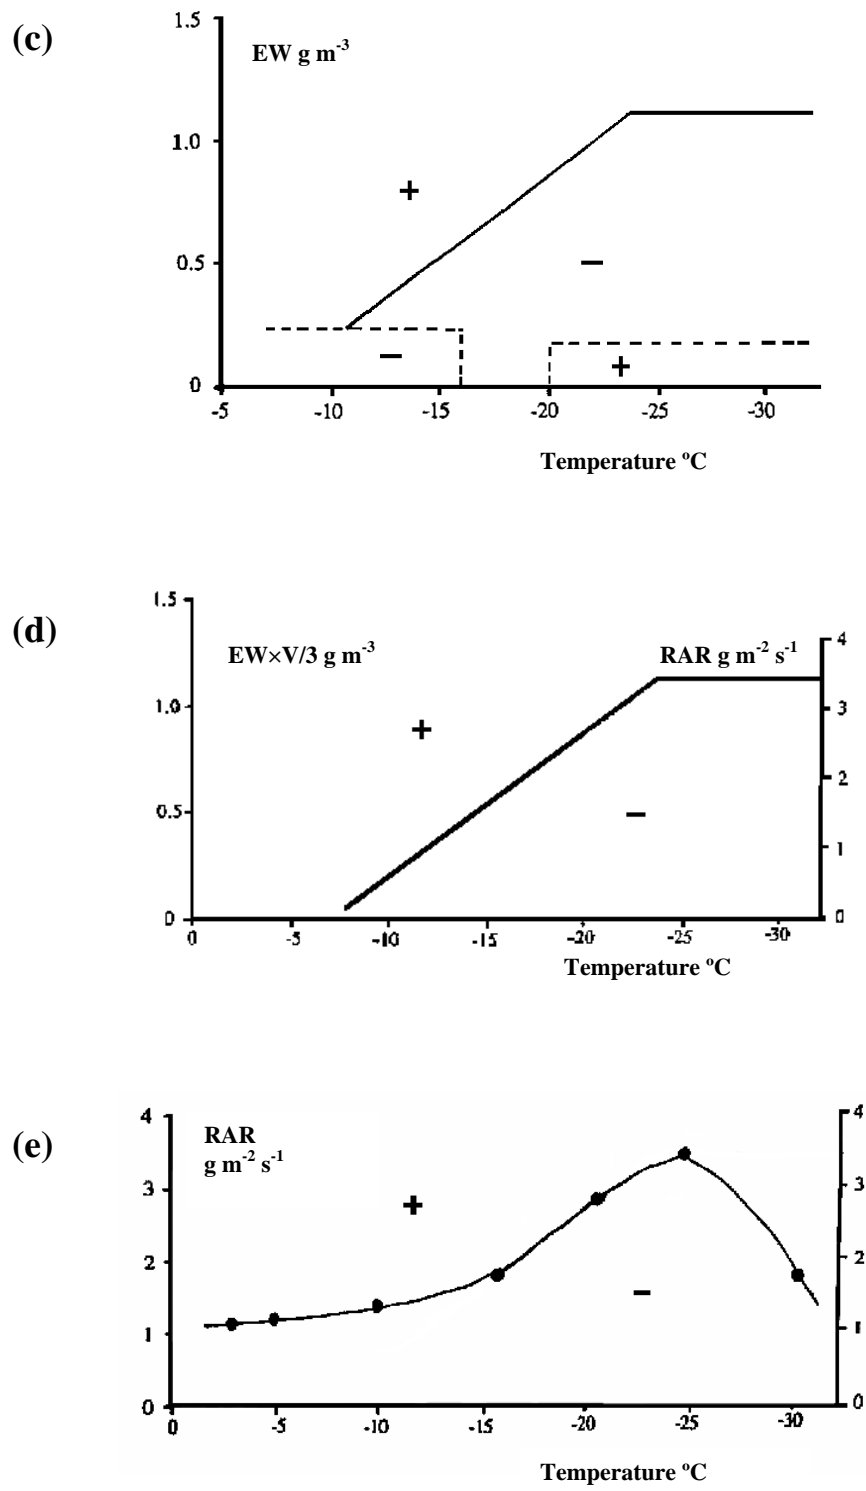 (c)
EW g m⁻³
1.5
1.0
0.5
0
+
−
−
+
-5 -10 -15 -20 -25 -30
Temperature ºC
(d)
EW×V/3 g m⁻³
RAR g m⁻² s⁻¹
1.5
1.0
0.5
0
4
3
2
1
0
+
−
0 -5 -10 -15 -20 -25 -30
Temperature ºC
(e)
RAR
g m⁻² s⁻¹
4
3
2
1
0
4
3
2
1
0
+
−
0 -5 -10 -15 -20 -25 -30
Temperature ºC